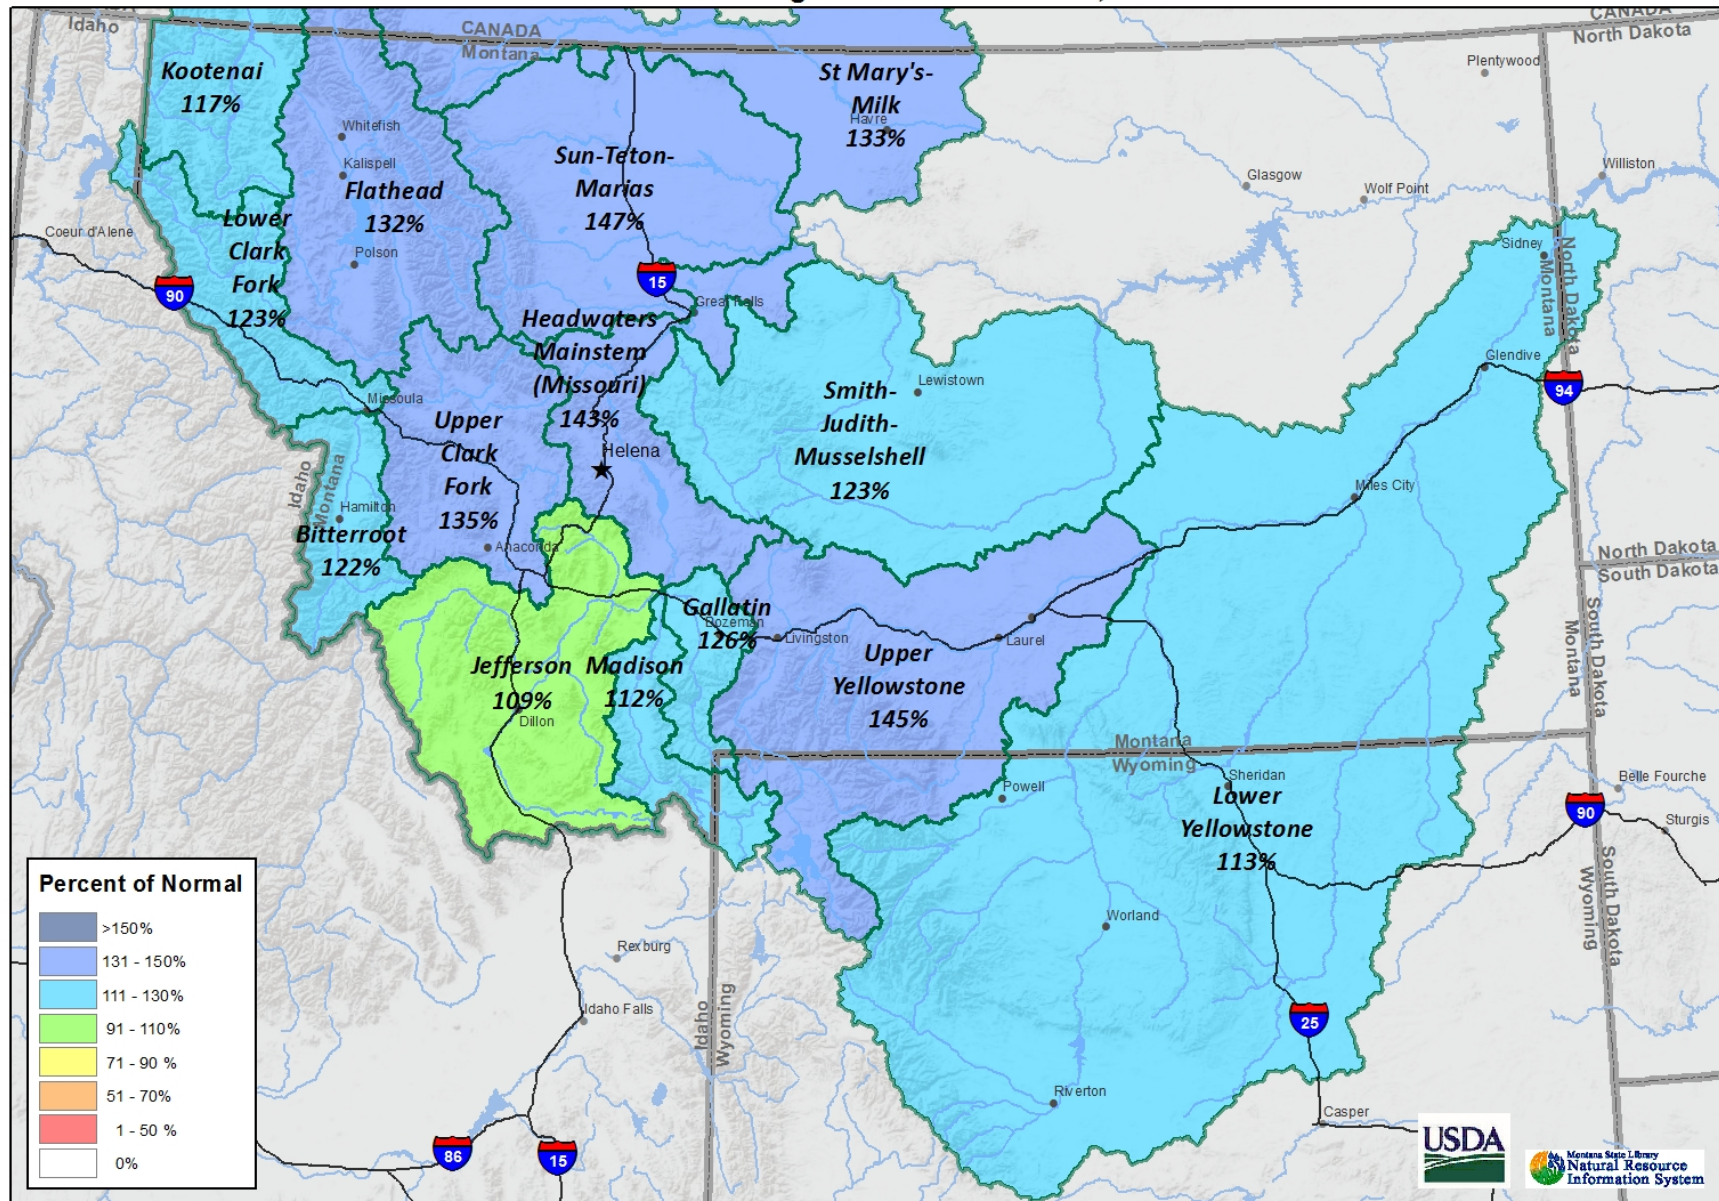 Idaho
CANADA
Montana
CANADA
North Dakota
Kootenai
117%
St Mary's-
Milk
133%
Havre
Plentywood
Whitefish
Kalispell
Flathead
132%
Polson
Sun-Teton-
Marias
147%
Glasgow
Wolf Point
Williston
Coeur d'Alene
Lower
Clark
Fork
123%
90
15
Great Falls
Sidney
North Dakota
Montana
Headwaters
Mainstem
(Missouri)
143%
Helena
Smith-
Judith-
Musselshell
123%
Lewistown
Glendive
94
Missoula
Upper
Clark
Fork
135%
Anaconda
Idaho
Montana
Hamilton
Bitterroot
122%
Miles City
North Dakota
South Dakota
South Dakota
Montana
Gallatin
126%
Bozeman
Livingston
Laurel
Jefferson
109%
Dillon
Madison
112%
Upper
Yellowstone
145%
Montana
Wyoming
Powell
Sheridan
Lower
Yellowstone
113%
Belle Fourche
90
Sturgis
South Dakota
Wyoming
Worland
Rexburg
Idaho Falls
Idaho
Wyoming
25
Riverton
Casper
86
15
Percent of Normal
>150%
131 - 150%
111 - 130%
91 - 110%
71 - 90 %
51 - 70%
1 - 50 %
0%
USDA
Montana State Library
Natural Resource
Information System